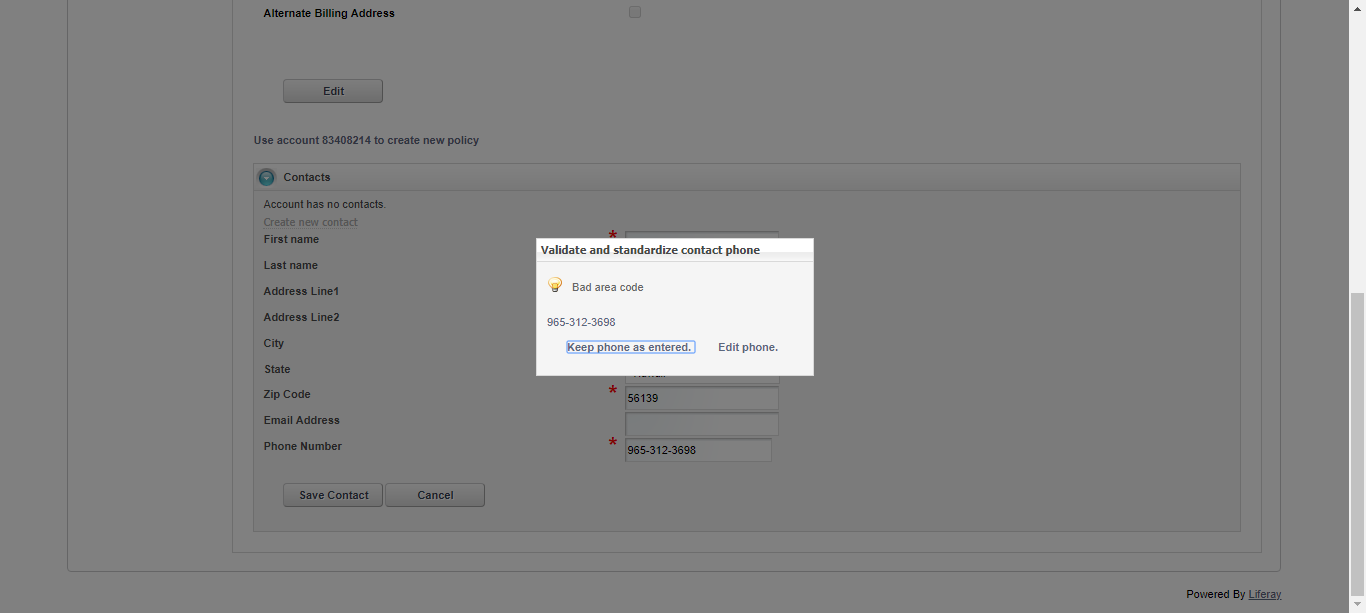 Alternate Billing Address
Edit
Use account 83408214 to create new policy
Contacts
Account has no contacts.
Create new contact
First name *
Last name
Address Line1
Address Line2
City
State
Validate and standardize contact phone
Bad area code
965-312-3698
Keep phone as entered. Edit phone.
Zip Code * 56139
Email Address
Phone Number * 965-312-3698
Save Contact Cancel
Powered By Liferay